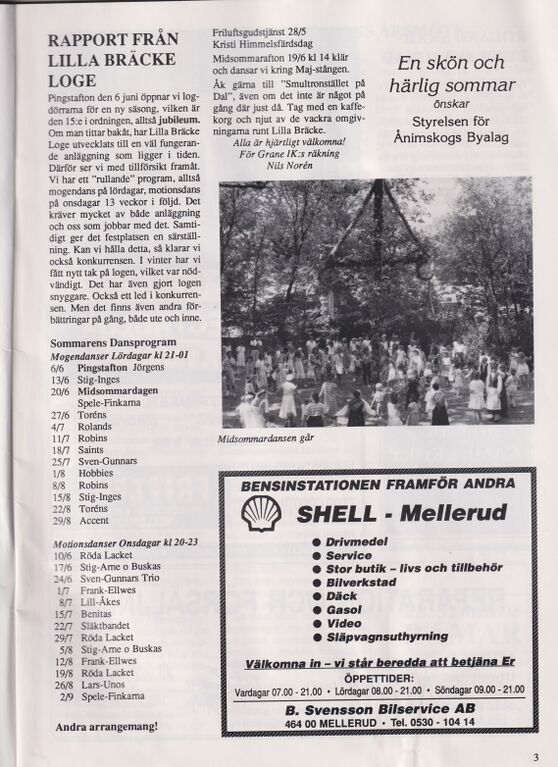 RAPPORT FRÅN
LILLA BRÄCKE
LOGE
Pingstafton den 6 juni öppnar vi log-
dörrarna för en ny säsong, vilken är
den 15:e i ordningen, alltså jubileum.
Om man tittar bakåt, har Lilla Bräcke
Loge utvecklats till en väl fungeran-
de anläggning som ligger i tiden.
Därför ser vi med tillförsikt framåt.
Vi har ett "rullande" program, alltså
mogendans på lördagar, motionsdans
på onsdagar 13 veckor i följd. Det
kräver mycket av både anläggning
och oss som jobbar med det. Samti-
digt ger det festplatsen en särställ-
ning. Kan vi hålla detta, så klarar vi
också konkurrensen. I vinter har vi
fått nytt tak på logen, vilket var nöd-
vändigt. Det har även gjort logen
snyggare. Också ett led i konkurren-
sen. Men det finns även andra för-
bättringar på gång, både ute och inne.
Sommarens Dansprogram
Mogendanser Lördagar kl 21-01
6/6 Pingstafton Jörgens
13/6 Stig-Inges
20/6 Midsommardagen
Spele-Finkarna
27/6 Toréns
4/7 Rolands
11/7 Robins
18/7 Saints
25/7 Sven-Gunnars
1/8 Hobbies
8/8 Robins
15/8 Stig-Inges
22/8 Toréns
29/8 Accent
Motionsdanser Onsdagar kl 20-23
10/6 Röda Lacket
17/6 Stig-Arne o Buskas
24/6 Sven-Gunnars Trio
1/7 Frank-Ellwes
8/7 Lill-Åkes
15/7 Benitas
22/7 Släktbandet
29/7 Röda Lacket
5/8 Stig-Arne o Buskas
12/8 Frank-Ellwes
19/8 Röda Lacket
26/8 Lars-Unos
2/9 Spele-Finkarna
Andra arrangemang!
Friluftsgudstjänst 28/5
Kristi Himmelsfärdsdag
Midsommarafton 19/6 kl 14 klär
och dansar vi kring Maj-stången.
Åk gärna till "Smultronstället på
Dal", även om det inte är något på
gång där just då. Tag med en kaffe-
korg och njut av de vackra omgiv-
ningarna runt Lilla Bräcke.
Alla är hjärtligt välkomna!
För Grane IK:s räkning
Nils Norén
En skön och
härlig sommar
önskar
Styrelsen för
Ånimskogs Byalag
Midsommardansen går
BENSINSTATIONEN FRAMFÖR ANDRA
SHELL - Mellerud
● Drivmedel
● Service
● Stor butik – livs och tillbehör
● Bilverkstad
● Däck
● Gasol
● Video
● Släpvagnsuthyrning
Välkomna in – vi står beredda att betjäna Er
ÖPPETTIDER:
Vardagar 07.00 - 21.00 • Lördagar 08.00 - 21.00 • Söndagar 09.00 - 21.00
B. Svensson Bilservice AB
464 00 MELLERUD • Tel. 0530 - 104 14
3